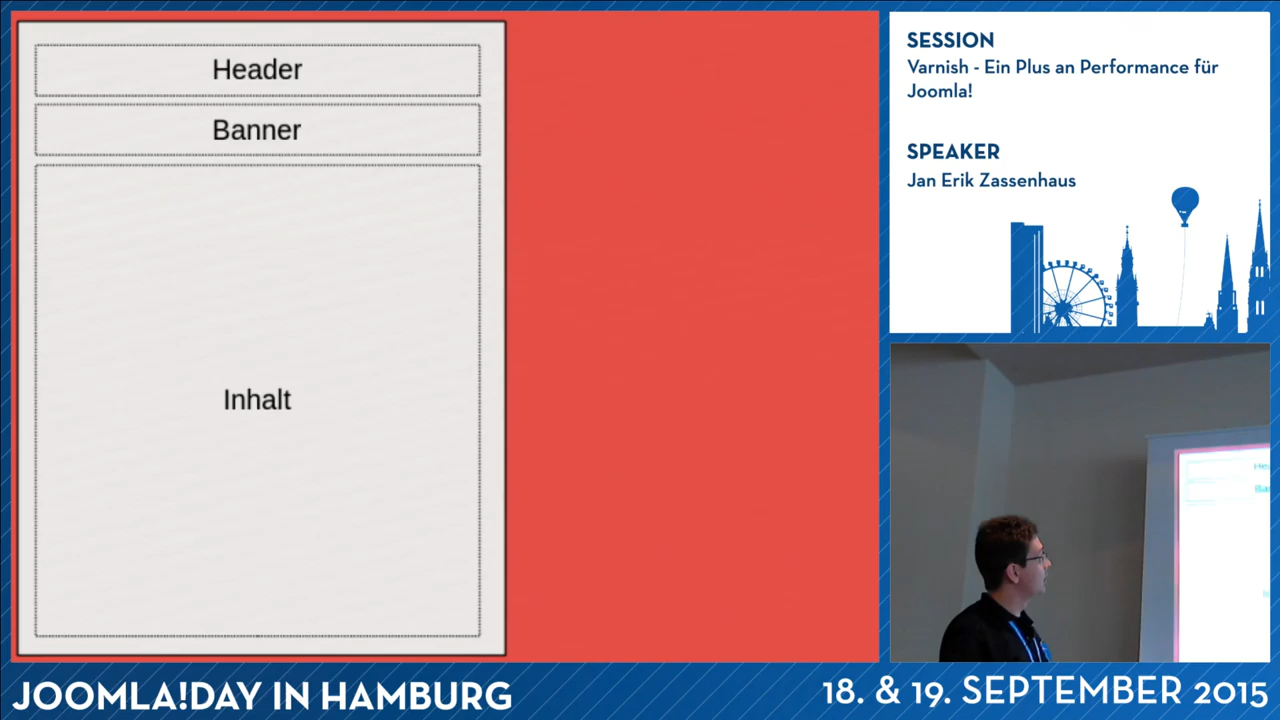 Header
Banner
Inhalt
SESSION
Varnish - Ein Plus an Performance für
Joomla!
SPEAKER
Jan Erik Zassenhaus
JOOMLA!DAY IN HAMBURG
18. & 19. SEPTEMBER 2015